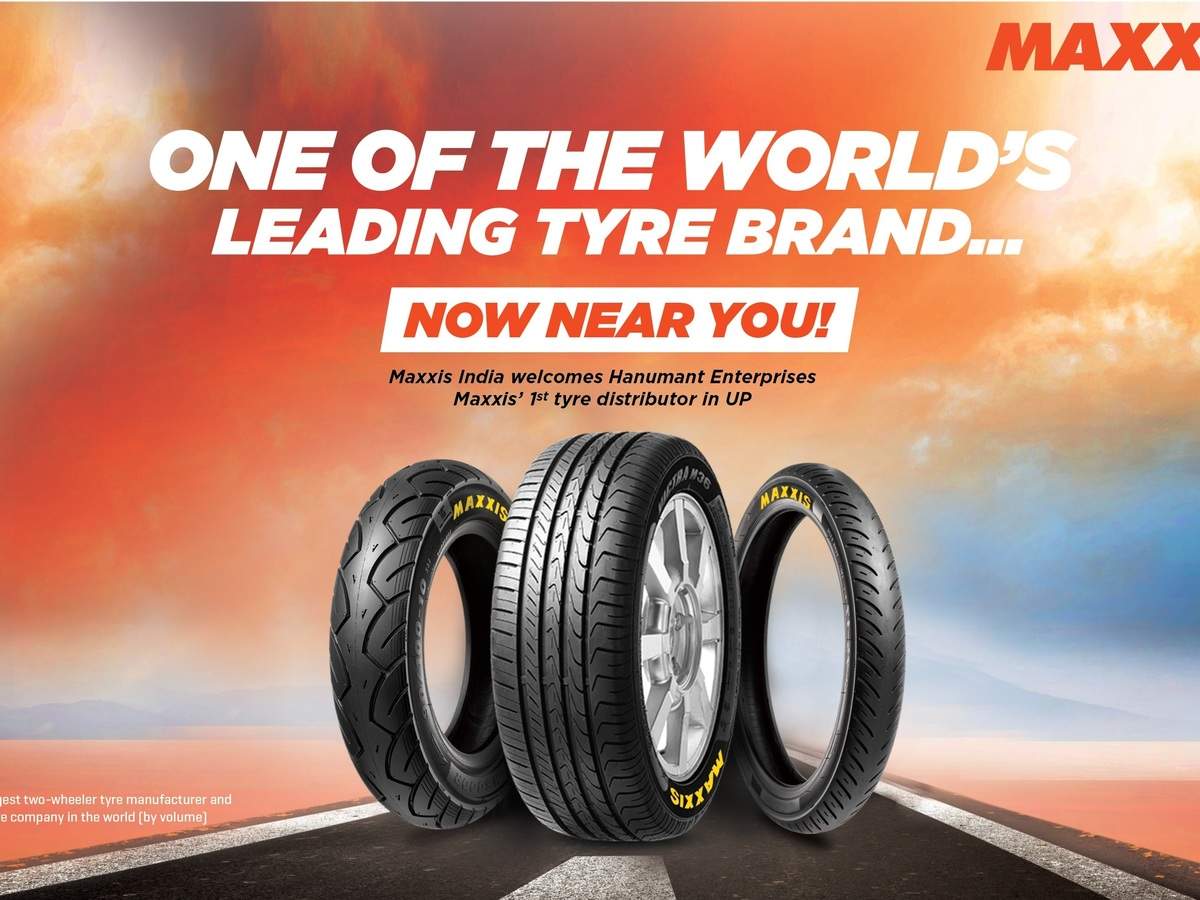 MAXX
ONE OF THE WORLD'S
LEADING TYRE BRAND...
NOW NEAR YOU!
Maxxis India welcomes Hanumant Enterprises
Maxxis' 1st tyre distributor in UP
MAXXIS
M36
MAXXIS
MAXXIS
two-wheeler tyre manufacturer and
company in the world (by volume)